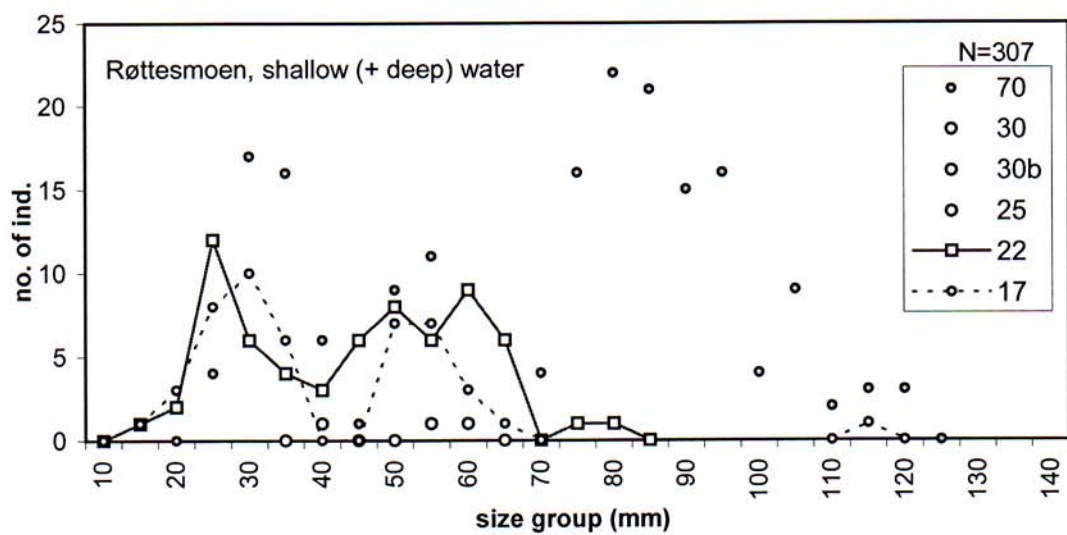 Røttesmoen, shallow (+ deep) water
N=307
70
30
30b
25
22
17
no. of ind.
25
20
15
10
5
0
10 20 30 40 50 60 70 80 90 100 110 120 130 140
size group (mm)